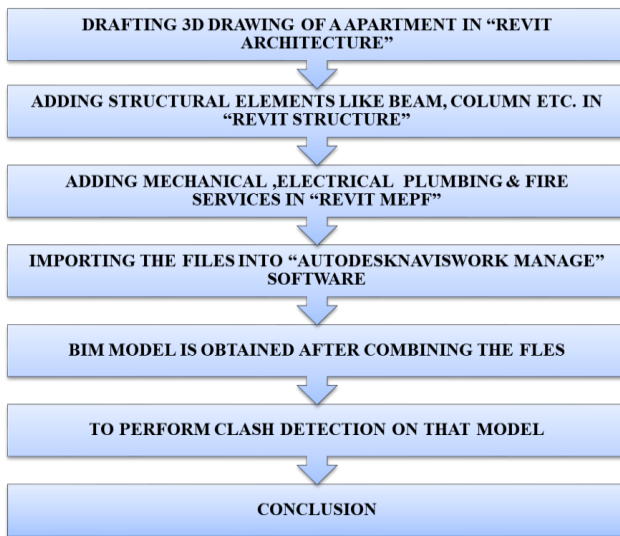 DRAFTING 3D DRAWING OF A APARTMENT IN “REVIT
ARCHITECTURE”
ADDING STRUCTURAL ELEMENTS LIKE BEAM, COLUMN ETC. IN
“REVIT STRUCTURE”
ADDING MECHANICAL ,ELECTRICAL PLUMBING & FIRE
SERVICES IN “REVIT MEPF”
IMPORTING THE FILES INTO “AUTODESKNAVISWORK MANAGE”
SOFTWARE
BIM MODEL IS OBTAINED AFTER COMBINING THE FLES
TO PERFORM CLASH DETECTION ON THAT MODEL
CONCLUSION